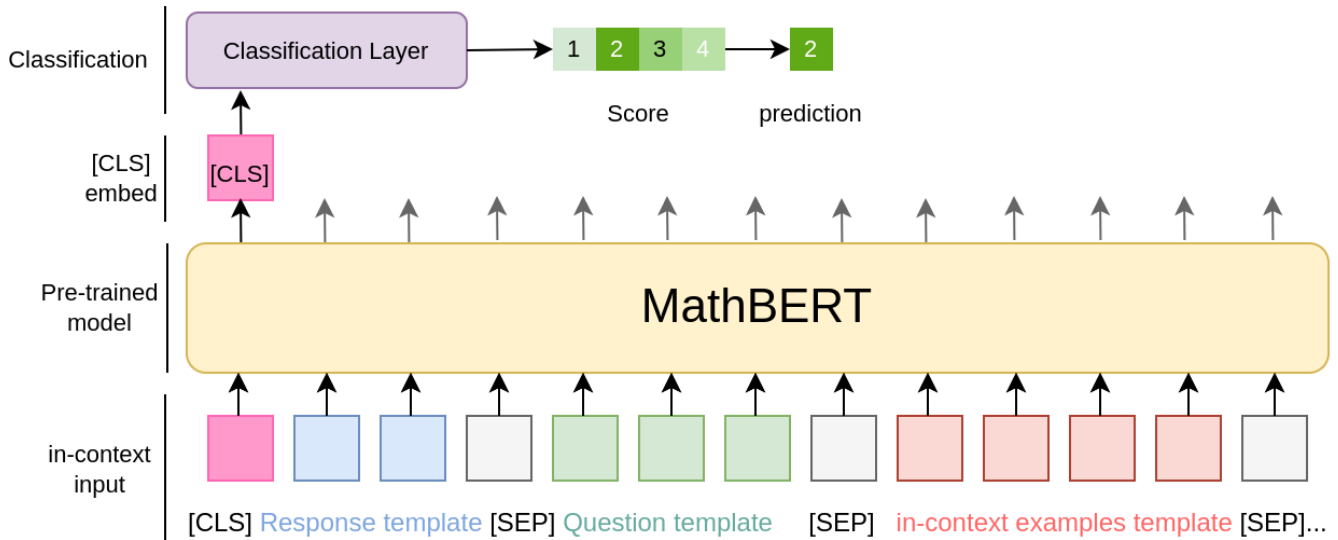 Classification
Classification Layer
1 2 3 4
2
Score
prediction
[CLS]
embed
[CLS]
Pre-trained
model
MathBERT
in-context
input
[CLS] Response template [SEP] Question template [SEP] in-context examples template [SEP]...